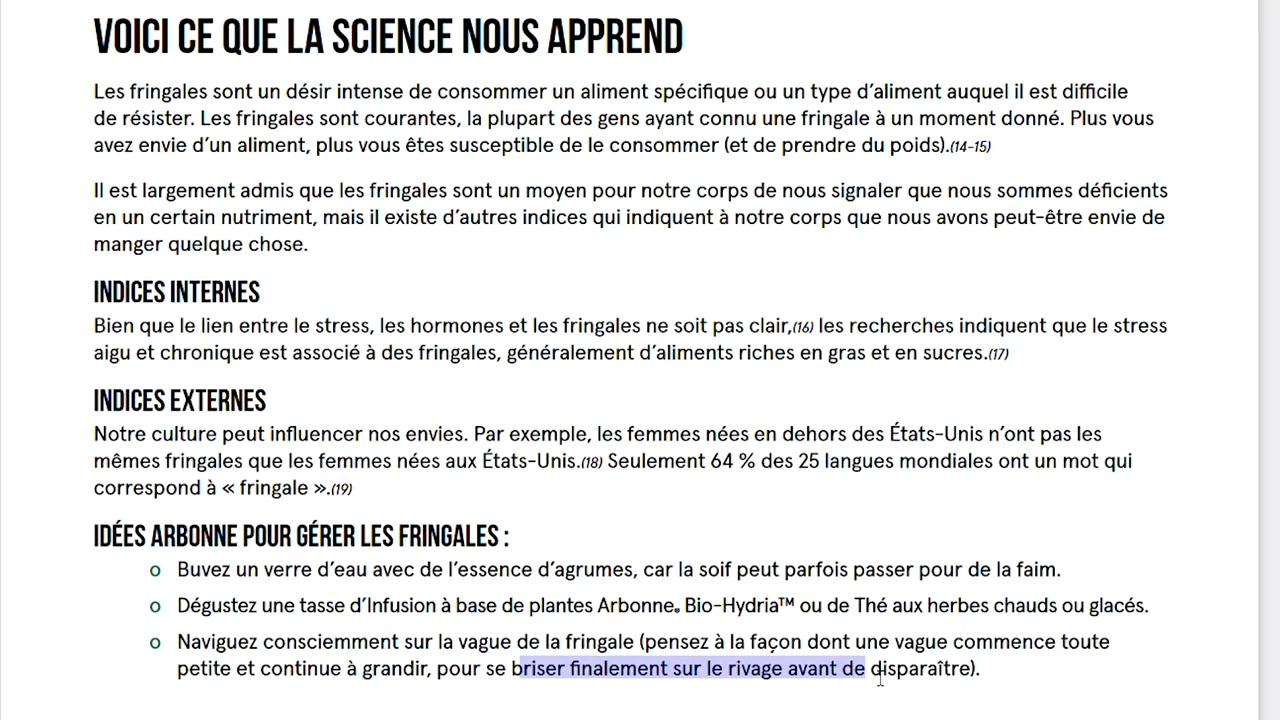 VOICI CE QUE LA SCIENCE NOUS APPREND
Les fringales sont un désir intense de consommer un aliment spécifique ou un type d’aliment auquel il est difficile
de résister. Les fringales sont courantes, la plupart des gens ayant connu une fringale à un moment donné. Plus vous
avez envie d’un aliment, plus vous êtes susceptible de le consommer (et de prendre du poids).(14-15)
Il est largement admis que les fringales sont un moyen pour notre corps de nous signaler que nous sommes déficients
en un certain nutriment, mais il existe d’autres indices qui indiquent à notre corps que nous avons peut-être envie de
manger quelque chose.
INDICES INTERNES
Bien que le lien entre le stress, les hormones et les fringales ne soit pas clair,(16) les recherches indiquent que le stress
aigu et chronique est associé à des fringales, généralement d’aliments riches en gras et en sucres.(17)
INDICES EXTERNES
Notre culture peut influencer nos envies. Par exemple, les femmes nées en dehors des États-Unis n’ont pas les
mêmes fringales que les femmes nées aux États-Unis.(18) Seulement 64 % des 25 langues mondiales ont un mot qui
correspond à « fringale ».(19)
IDÉES ARBONNE POUR GÉRER LES FRINGALES :
o Buvez un verre d’eau avec de l’essence d’agrumes, car la soif peut parfois passer pour de la faim.
o Dégustez une tasse d’Infusion à base de plantes Arbonne® Bio-Hydria™ ou de Thé aux herbes chauds ou glacés.
o Naviguez consciemment sur la vague de la fringale (pensez à la façon dont une vague commence toute
petite et continue à grandir, pour se briser finalement sur le rivage avant de disparaître).